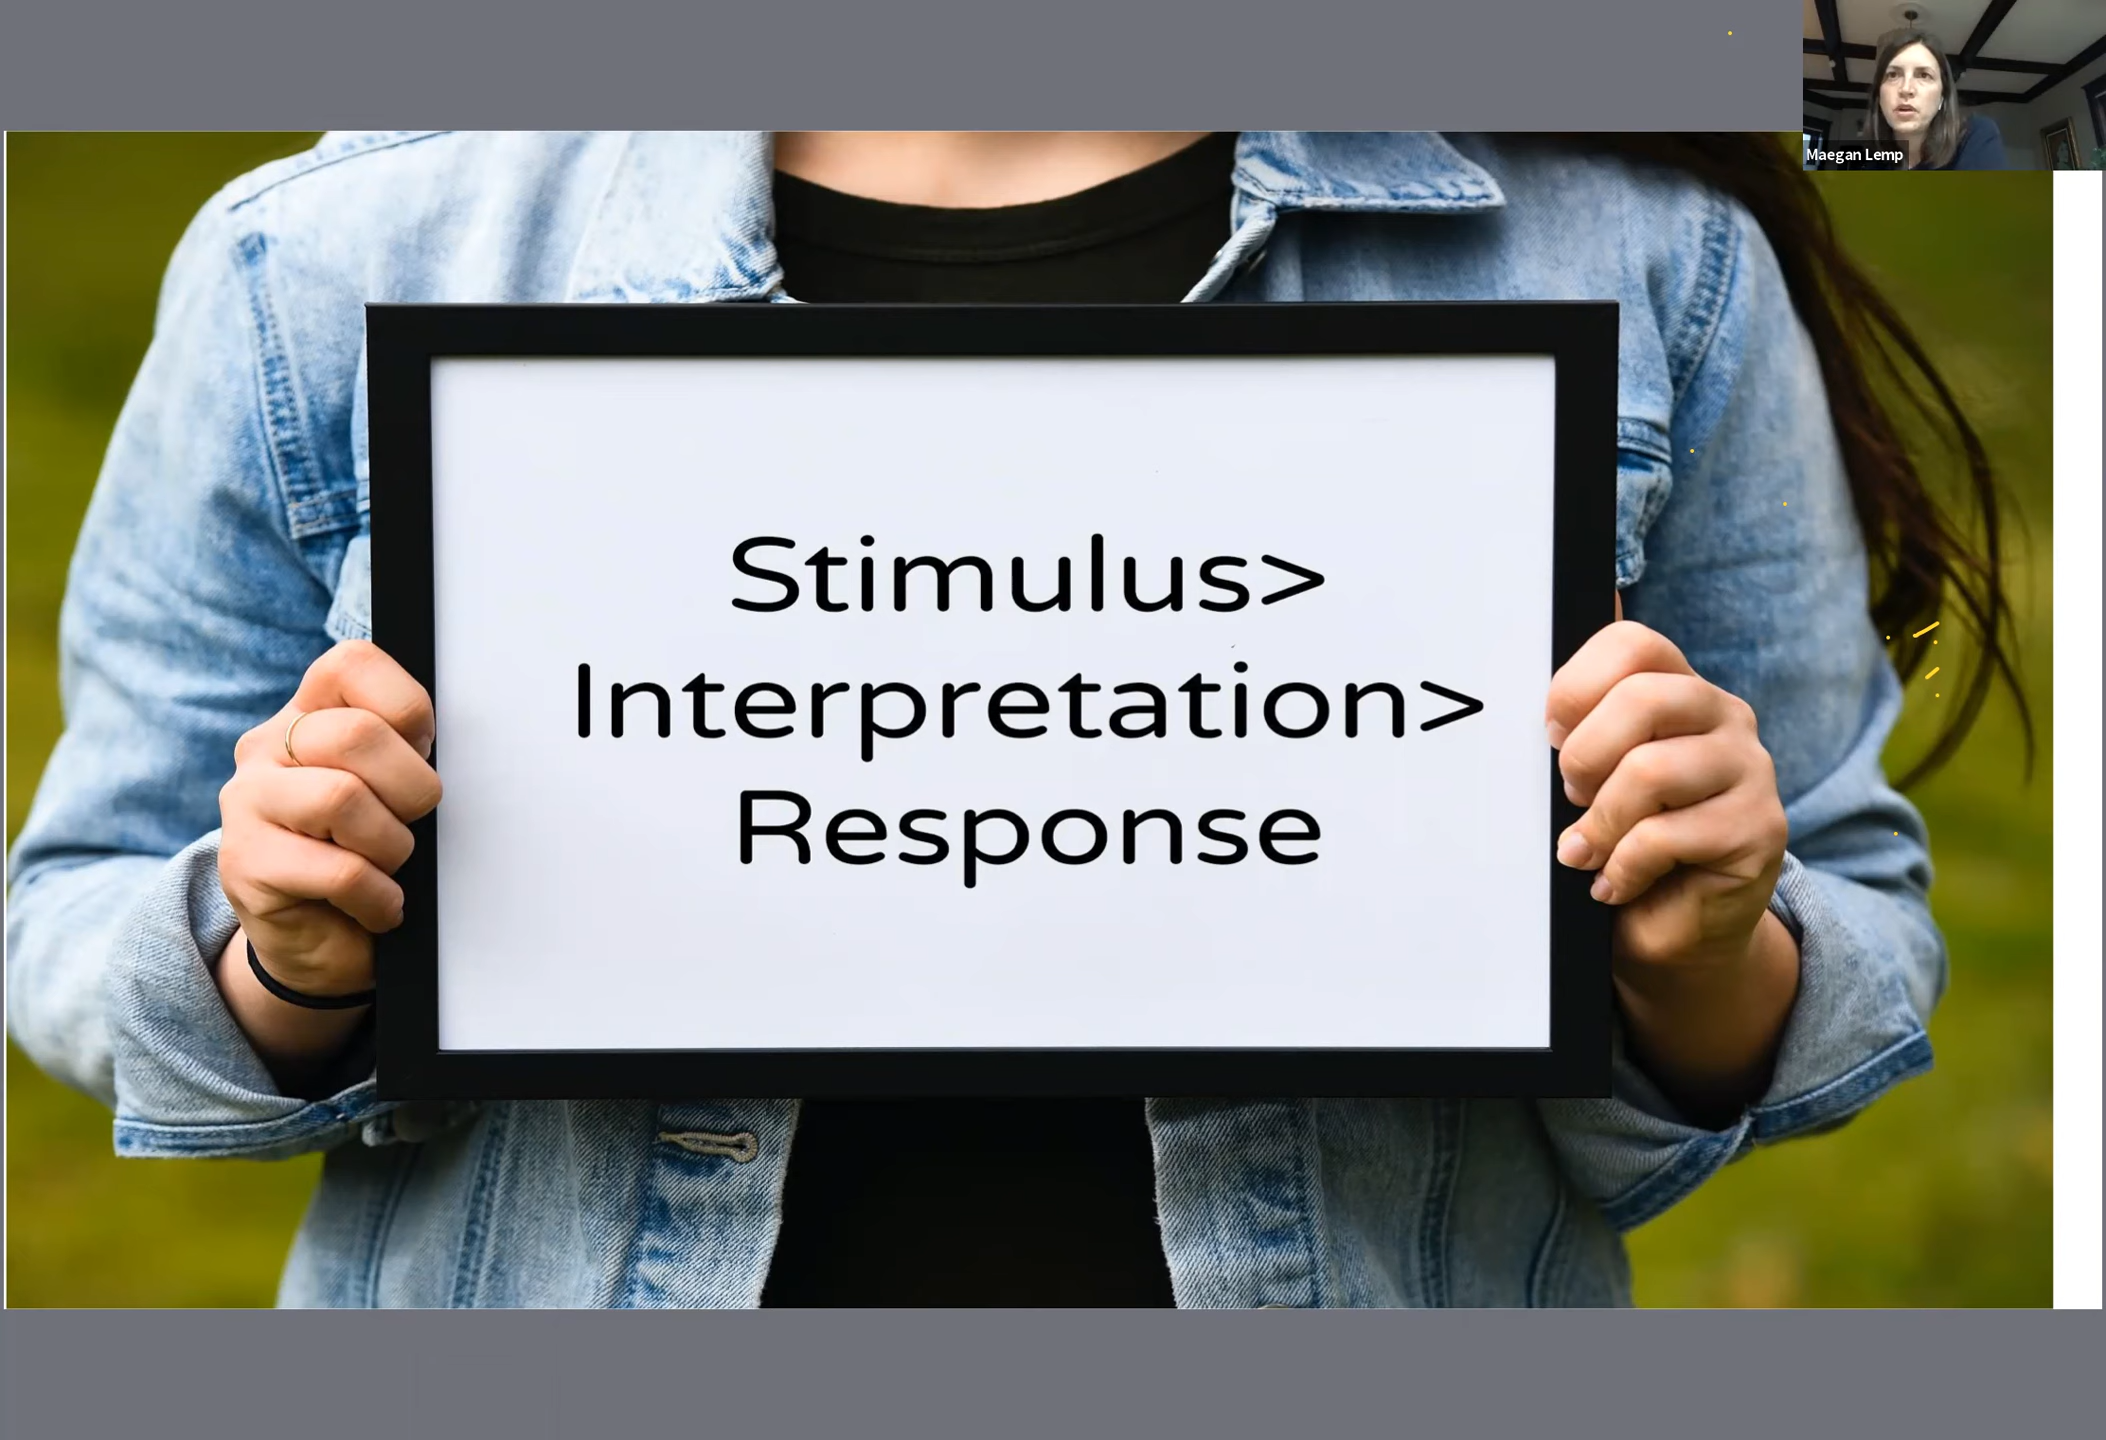 Maegan Lemp
Stimulus>
Interpretation>
Response